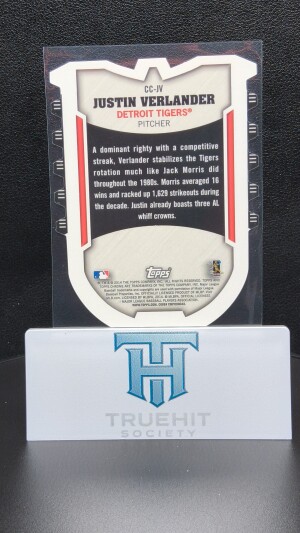 CC-JV
JUSTIN VERLANDER
DETROIT TIGERS®
PITCHER
A dominant righty with a competitive
streak, Verlander stabilizes the Tigers
rotation much like Jack Morris did
throughout the 1980s. Morris averaged 16
wins and racked up 1,629 strikeouts during
the decade. Justin already boasts three AL
whiff crowns.
Topps
TH
TRUEHIT
SOCIETY